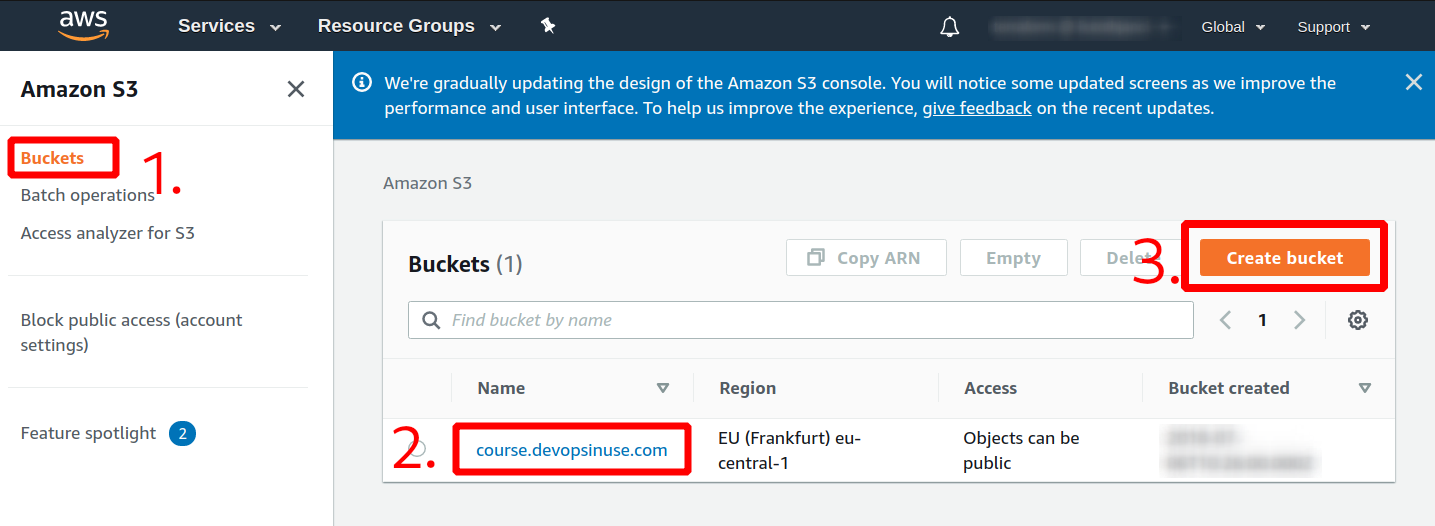 aws
Services
Resource Groups
Global
Support
Amazon S3
Buckets
1.
Batch operations
Access analyzer for S3
Block public access (account
settings)
Feature spotlight 2
We're gradually updating the design of the Amazon S3 console. You will notice some updated screens as we improve the
performance and user interface. To help us improve the experience, give feedback on the recent updates.
Amazon S3
Buckets (1)
Copy ARN
Empty
Delete
3.
Create bucket
Find bucket by name
1
Name
Region
Access
Bucket created
2.
course.devopsinuse.com
EU (Frankfurt) eu-
central-1
Objects can be
public